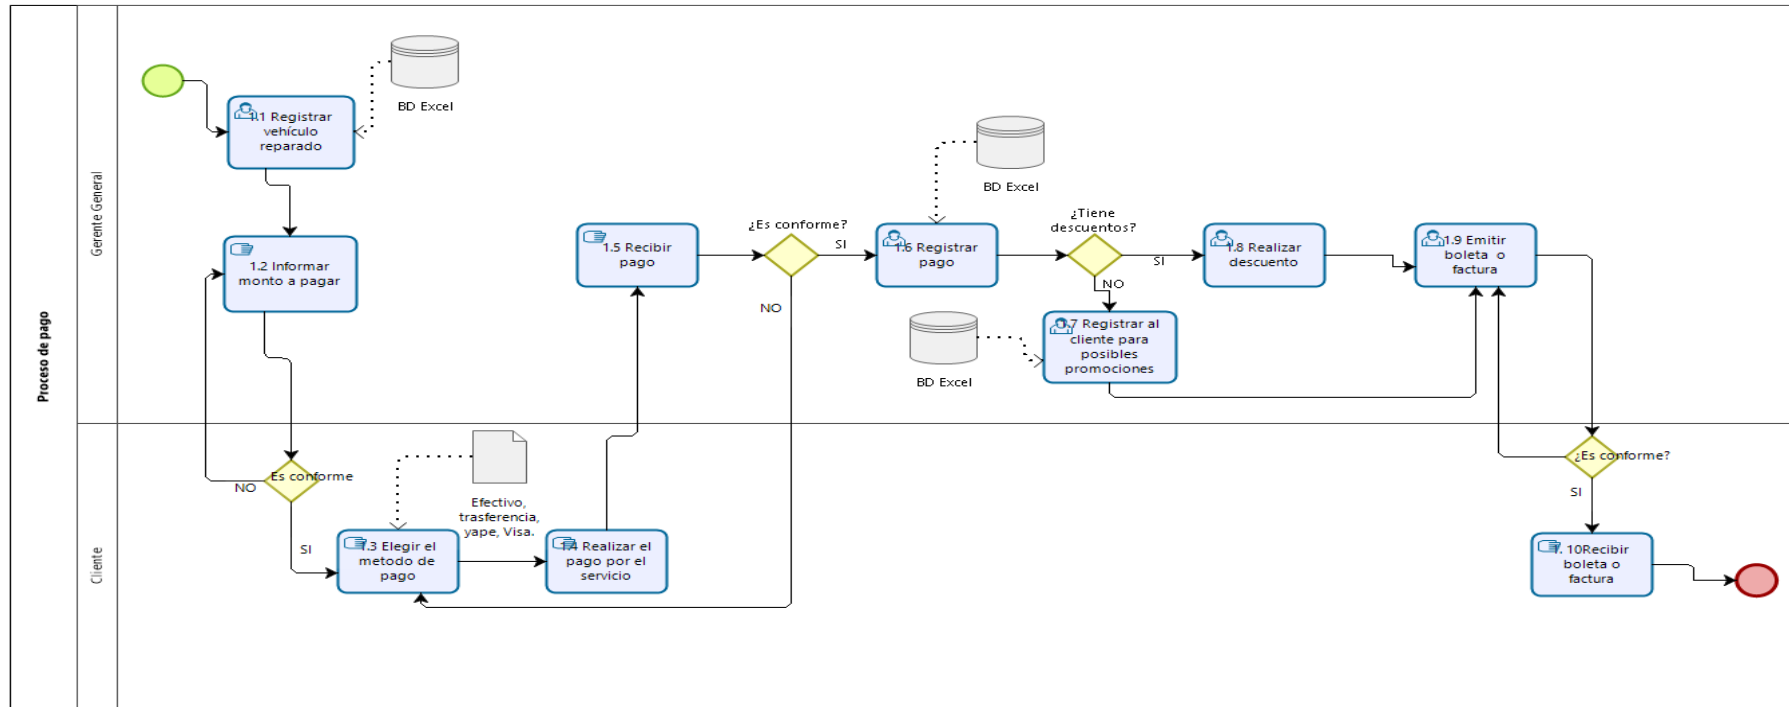 Proceso de pago
Gerente General
BD Excel
1.1 Registrar
vehículo
reparado
1.2 Informar
monto a pagar
1.5 Recibir
pago
¿Es conforme?
SI
NO
BD Excel
1.6 Registrar
pago
¿Tiene
descuentos?
SI
NO
1.8 Realizar
descuento
1.9 Emitir
boleta o
factura
BD Excel
1.7 Registrar al
cliente para
posibles
promociones
Cliente
Es conforme
NO
SI
Efectivo,
trasferencia,
yape, Visa.
1.3 Elegir el
metodo de
pago
1.4 Realizar el
pago por el
servicio
¿Es conforme?
SI
1. 10Recibir
boleta o
factura